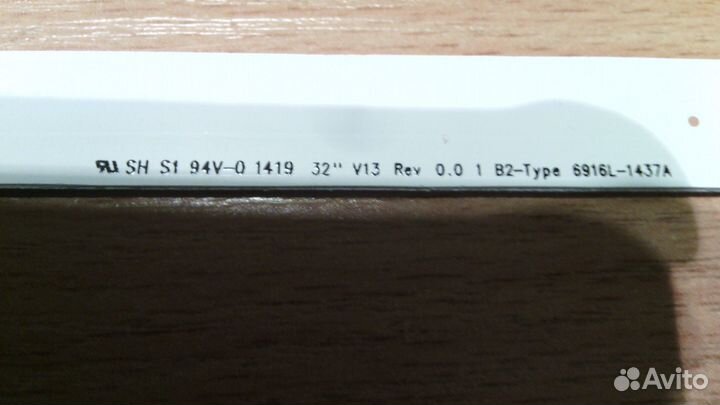 SH S1 94V-0 1419 32" V13 Rev 0.0 1 B2-Type 6916L-1437A
Avito